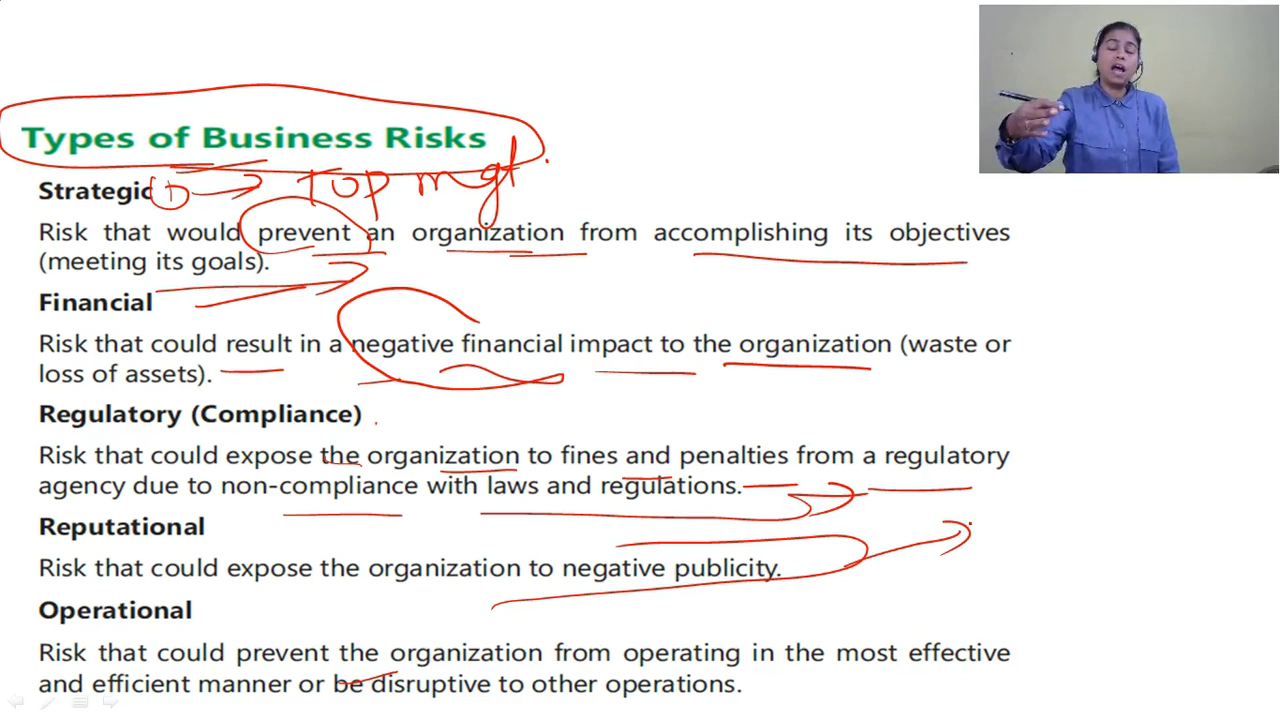 Types of Business Risks
Strategic ① → Top mgt.
Risk that would prevent an organization from accomplishing its objectives
(meeting its goals).
Financial
Risk that could result in a negative financial impact to the organization (waste or
loss of assets).
Regulatory (Compliance)
Risk that could expose the organization to fines and penalties from a regulatory
agency due to non-compliance with laws and regulations.
Reputational
Risk that could expose the organization to negative publicity.
Operational
Risk that could prevent the organization from operating in the most effective
and efficient manner or be disruptive to other operations.